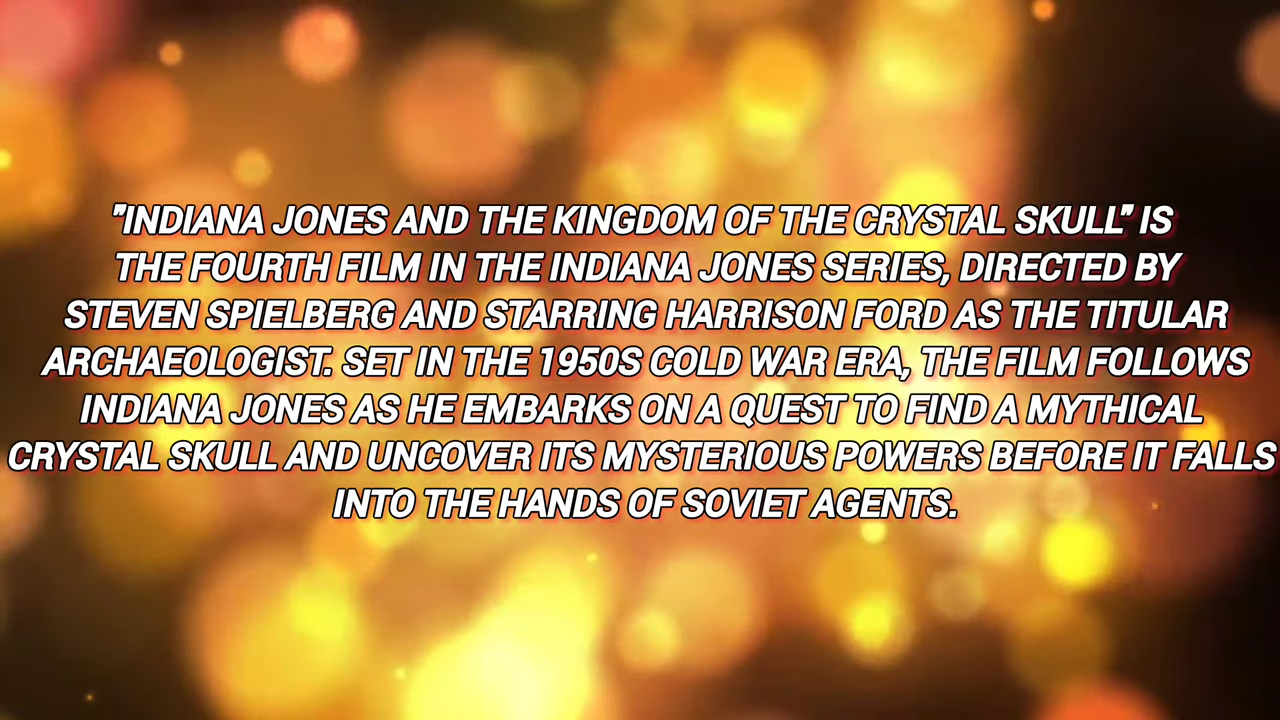 "INDIANA JONES AND THE KINGDOM OF THE CRYSTAL SKULL" IS
THE FOURTH FILM IN THE INDIANA JONES SERIES, DIRECTED BY
STEVEN SPIELBERG AND STARRING HARRISON FORD AS THE TITULAR
ARCHAEOLOGIST. SET IN THE 1950S COLD WAR ERA, THE FILM FOLLOWS
INDIANA JONES AS HE EMBARKS ON A QUEST TO FIND A MYTHICAL
CRYSTAL SKULL AND UNCOVER ITS MYSTERIOUS POWERS BEFORE IT FALLS
INTO THE HANDS OF SOVIET AGENTS.